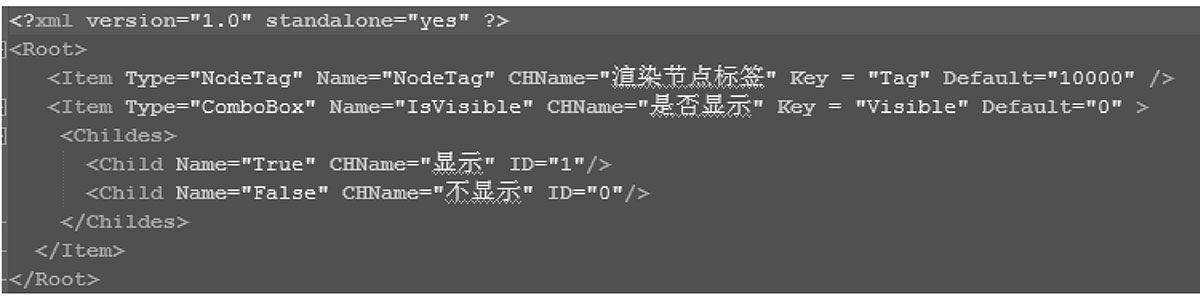 <?xml version="1.0" standalone="yes" ?>
<Root>
<Item Type="NodeTag" Name="NodeTag" CHName="渲染节点标签" Key = "Tag" Default="10000" />
<Item Type="ComboBox" Name="IsVisible" CHName="是否显示" Key = "Visible" Default="0" >
<Childes>
<Child Name="True" CHName="显示" ID="1"/>
<Child Name="False" CHName="不显示" ID="0"/>
</Childes>
</Item>
</Root>